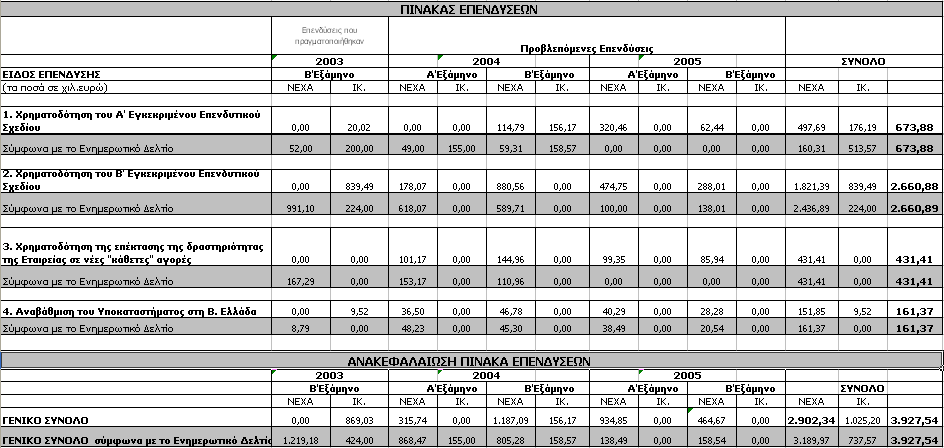 ΠΙΝΑΚΑΣ ΕΠΕΝΔΥΣΕΩΝ
Επενδύσεις που
πραγματοποιήθηκαν
Προβλεπόμενες Επενδύσεις
2003 2004 2005 ΣΥΝΟΛΟ
ΕΙΔΟΣ ΕΠΕΝΔΥΣΗΣ Β'Εξάμηνο Α'Εξάμηνο Β'Εξάμηνο Α'Εξάμηνο Β'Εξάμηνο
(τα ποσά σε χιλ.ευρώ) ΝΕΧΑ ΙΚ. ΝΕΧΑ ΙΚ. ΝΕΧΑ ΙΚ. ΝΕΧΑ ΙΚ. ΝΕΧΑ ΙΚ. ΝΕΧΑ ΙΚ.
1. Χρηματοδότηση του Α' Εγκεκριμένου Επενδυτικού
Σχεδίου 0,00 20,02 0,00 0,00 114,79 156,17 320,46 0,00 62,44 0,00 497,69 176,19 673,88
Σύμφωνα με το Ενημερωτικό Δελτίο 52,00 200,00 49,00 155,00 59,31 158,57 0,00 0,00 0,00 0,00 160,31 513,57 673,88
2. Χρηματοδότηση του Β' Εγκεκριμένου Επενδυτικού
Σχεδίου 0,00 839,49 178,07 0,00 880,56 0,00 474,75 0,00 288,01 0,00 1.821,39 839,49 2.660,88
Σύμφωνα με το Ενημερωτικό Δελτίο 991,10 224,00 618,07 0,00 589,71 0,00 100,00 0,00 138,01 0,00 2.436,89 224,00 2.660,89
3. Χρηματοδότηση της επέκτασης της δραστηριότητας
της Εταιρείας σε νέες "κάθετες" αγορές 0,00 0,00 101,17 0,00 144,96 0,00 99,35 0,00 85,94 0,00 431,41 0,00 431,41
Σύμφωνα με το Ενημερωτικό Δελτίο 167,29 0,00 153,17 0,00 110,96 0,00 0,00 0,00 0,00 0,00 431,41 0,00 431,41
4. Αναβάθμιση του Υποκαταστήματος στη Β. Ελλάδα 0,00 9,52 36,50 0,00 46,78 0,00 40,29 0,00 28,28 0,00 151,85 9,52 161,37
Σύμφωνα με το Ενημερωτικό Δελτίο 8,79 0,00 48,23 0,00 45,30 0,00 38,49 0,00 20,54 0,00 161,37 0,00 161,37
ΑΝΑΚΕΦΑΛΑΙΩΣΗ ΠΙΝΑΚΑ ΕΠΕΝΔΥΣΕΩΝ
2003 2004 2005
Β'Εξάμηνο Α'Εξάμηνο Β'Εξάμηνο Α'Εξάμηνο Β'Εξάμηνο ΣΥΝΟΛΟ
ΝΕΧΑ ΙΚ. ΝΕΧΑ ΙΚ. ΝΕΧΑ ΙΚ. ΝΕΧΑ ΙΚ. ΝΕΧΑ ΙΚ. ΝΕΧΑ ΙΚ.
ΓΕΝΙΚΟ ΣΥΝΟΛΟ 0,00 869,03 315,74 0,00 1.187,09 156,17 934,85 0,00 464,67 0,00 2.902,34 1.025,20 3.927,54
ΓΕΝΙΚΟ ΣΥΝΟΛΟ σύμφωνα με το Ενημερωτικό Δελτίο 1.219,18 424,00 868,47 155,00 805,28 158,57 138,49 0,00 158,54 0,00 3.189,97 737,57 3.927,54